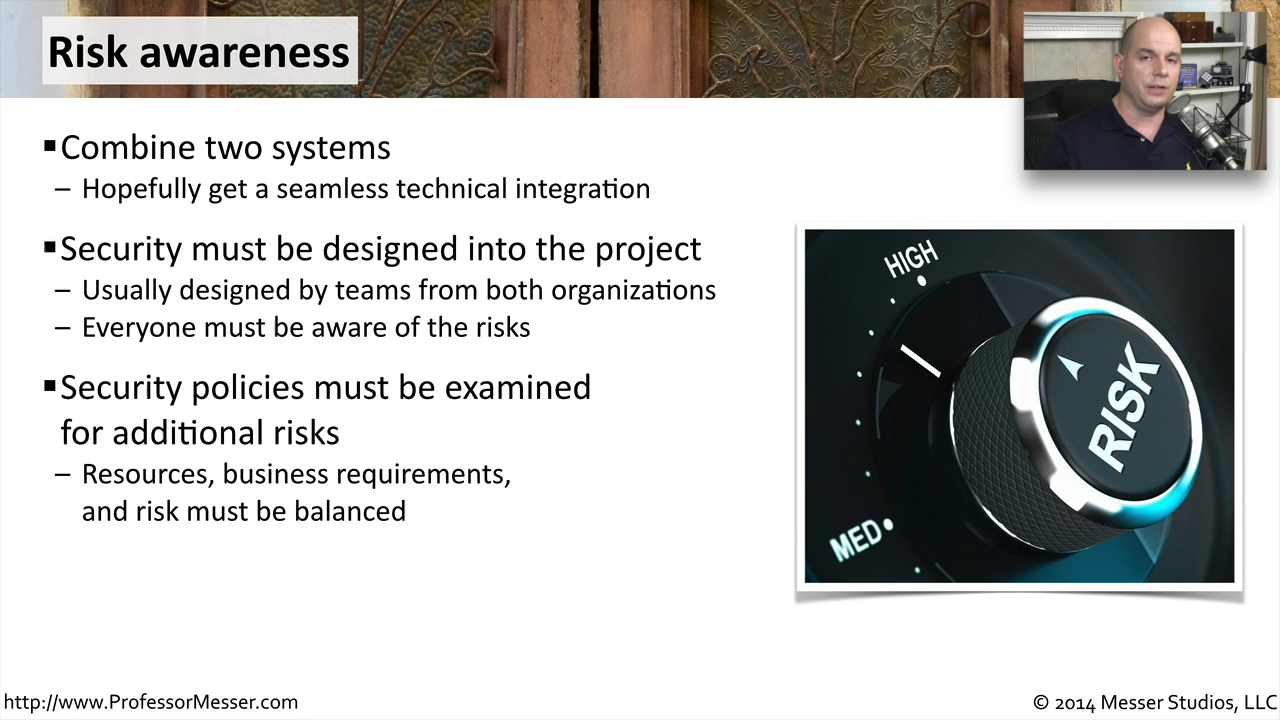 Risk awareness
▪Combine two systems
– Hopefully get a seamless technical integration
▪Security must be designed into the project
– Usually designed by teams from both organizations
– Everyone must be aware of the risks
▪Security policies must be examined
for additional risks
– Resources, business requirements,
and risk must be balanced
HIGH
RISK
MED
http://www.ProfessorMesser.com
© 2014 Messer Studios, LLC